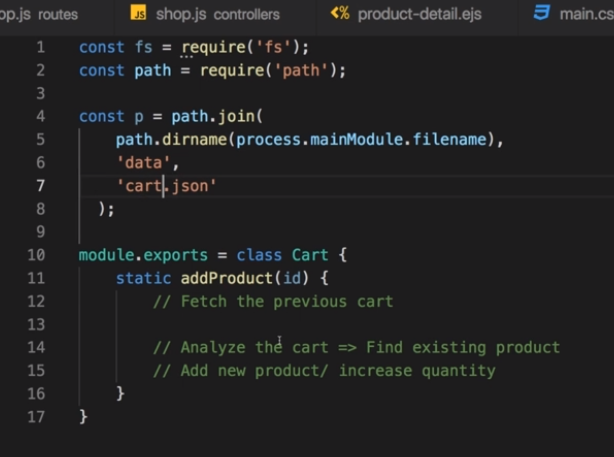 op.js routes
JS shop.js controllers
<% product-detail.ejs
main.cs
1 const fs = require('fs');
2 const path = require('path');
3
4 const p = path.join(
5 path.dirname(process.mainModule.filename),
6 'data',
7 'cart.json'
8 );
9
10 module.exports = class Cart {
11 static addProduct(id) {
12 // Fetch the previous cart
13
14 // Analyze the cart => Find existing product
15 // Add new product/ increase quantity
16 }
17 }